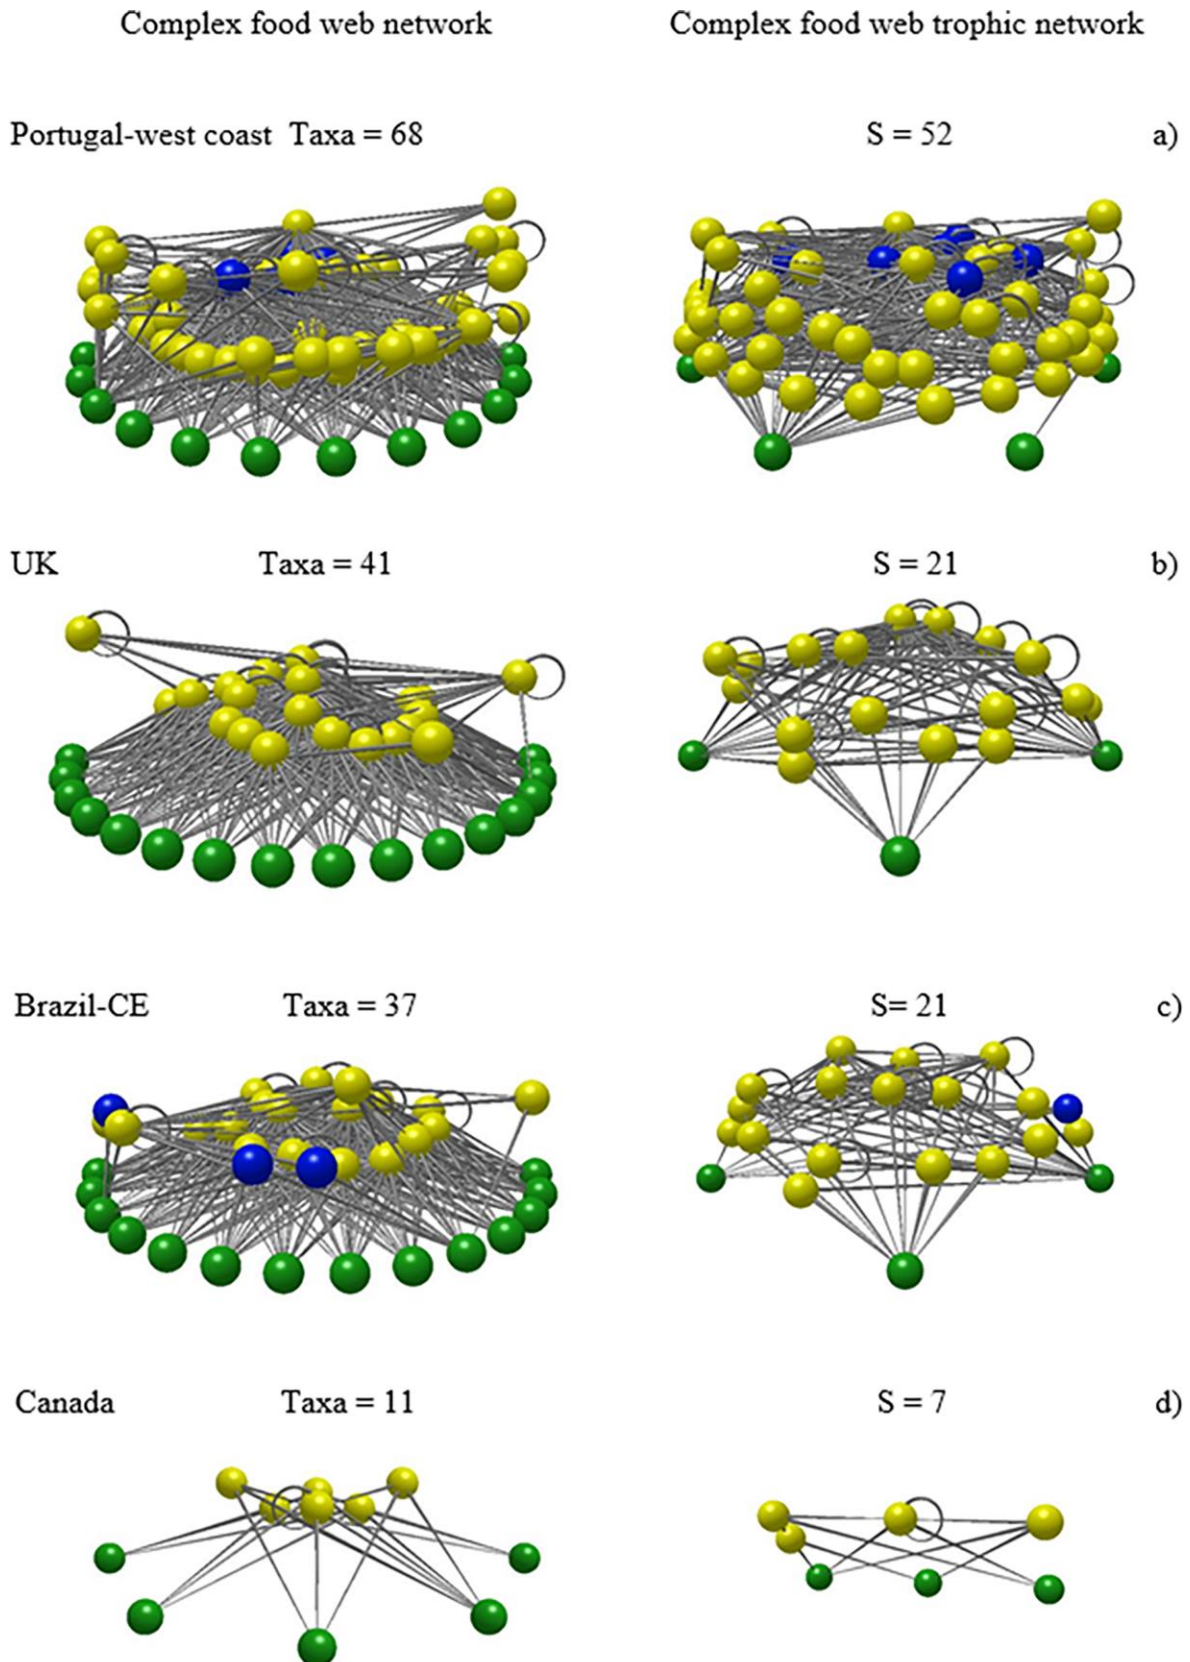 Complex food web network
Complex food web trophic network
Portugal-west coast Taxa = 68
S = 52
a)
UK
Taxa = 41
S = 21
b)
Brazil-CE
Taxa = 37
S= 21
c)
Canada
Taxa = 11
S = 7
d)